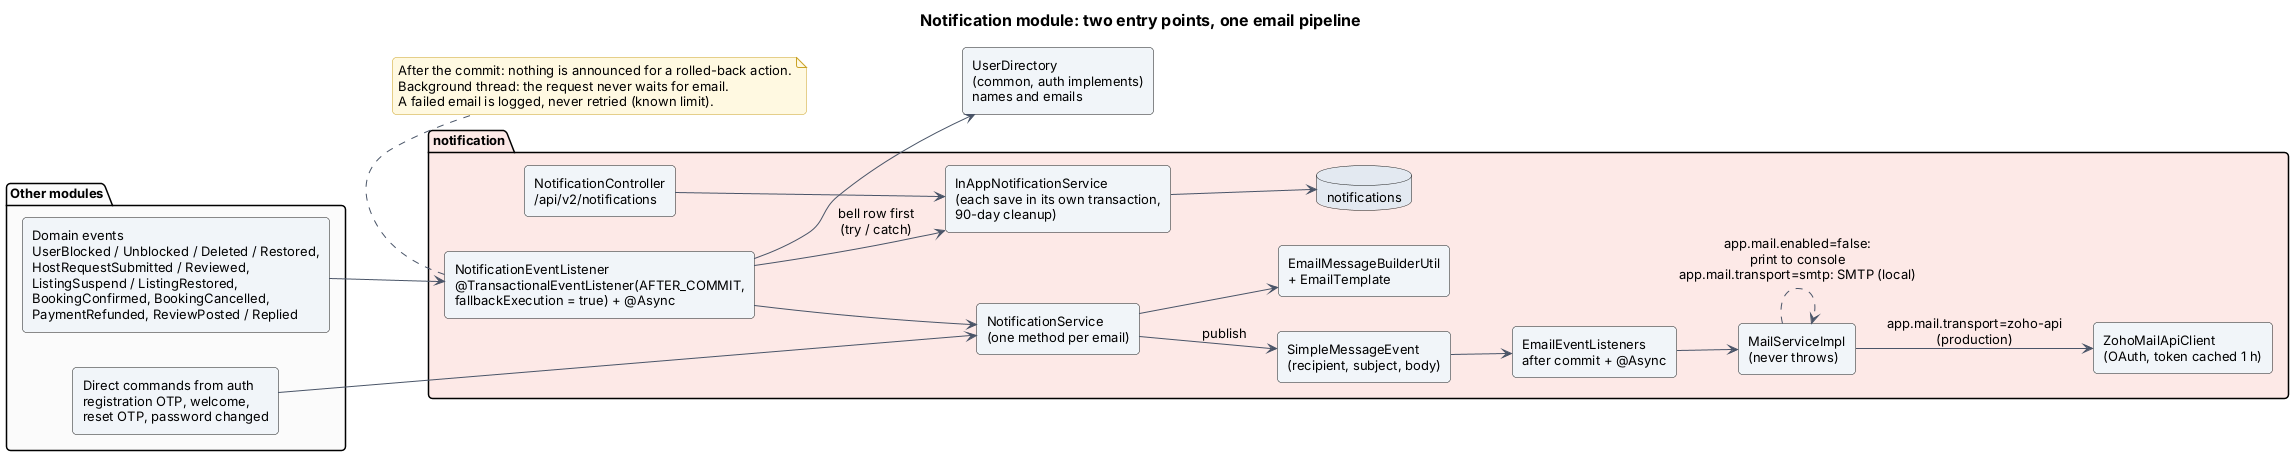 Notification module: two entry points, one email pipeline
After the commit: nothing is announced for a rolled-back action.
Background thread: the request never waits for email.
A failed email is logged, never retried (known limit).
UserDirectory
(common, auth implements)
names and emails
notification
Other modules
Domain events
UserBlocked / Unblocked / Deleted / Restored,
HostRequestSubmitted / Reviewed,
ListingSuspend / ListingRestored,
BookingConfirmed, BookingCancelled,
PaymentRefunded, ReviewPosted / Replied
Direct commands from auth
registration OTP, welcome,
reset OTP, password changed
NotificationController
/api/v2/notifications
NotificationEventListener
@TransactionalEventListener(AFTER_COMMIT,
fallbackExecution = true) + @Async
bell row first
(try / catch)
InAppNotificationService
(each save in its own transaction,
90-day cleanup)
notifications
NotificationService
(one method per email)
publish
EmailMessageBuilderUtil
+ EmailTemplate
SimpleMessageEvent
(recipient, subject, body)
EmailEventListeners
after commit + @Async
app.mail.enabled=false:
print to console
app.mail.transport=smtp: SMTP (local)
MailServiceImpl
(never throws)
app.mail.transport=zoho-api
(production)
ZohoMailApiClient
(OAuth, token cached 1 h)